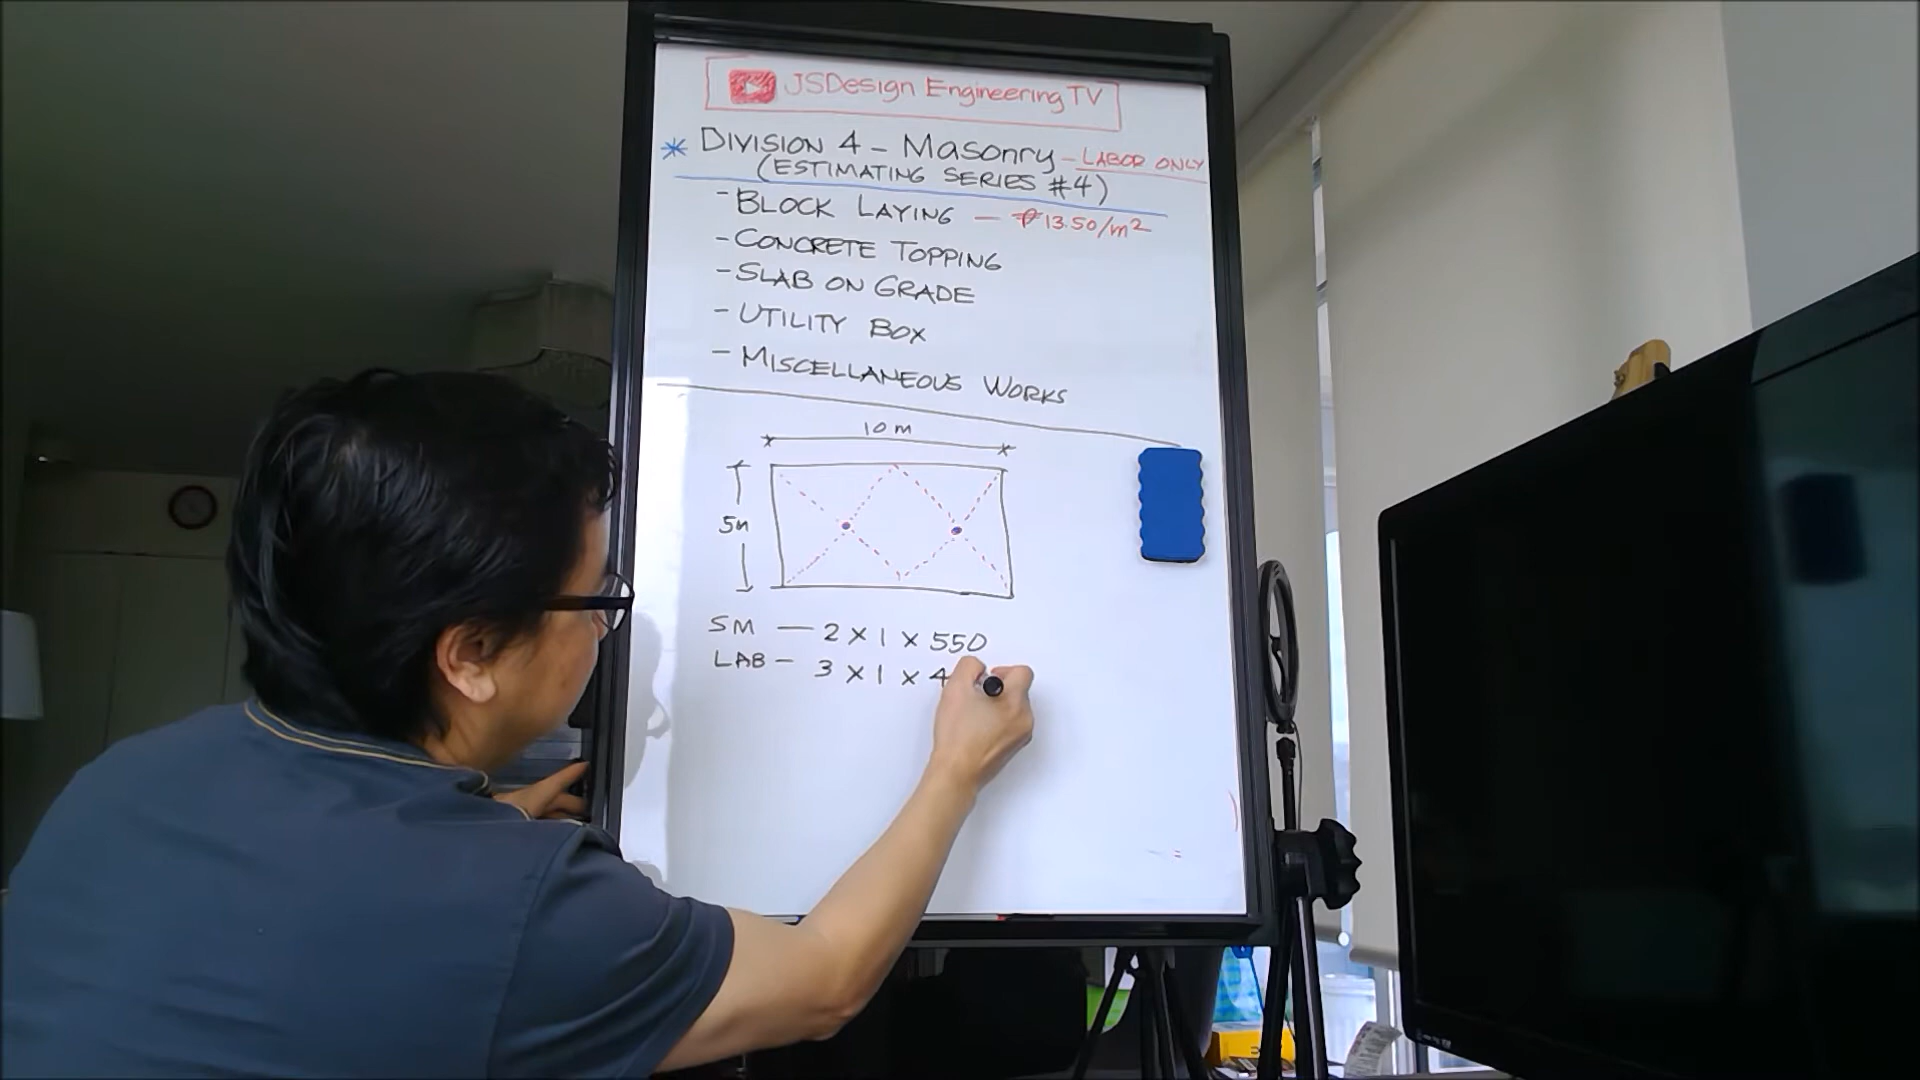 JSDesign Engineering TV
* DIVISION 4 - Masonry - LABOR ONLY
(ESTIMATING SERIES #4)
- BLOCK LAYING - ₱13.50/m²
- CONCRETE TOPPING
- SLAB ON GRADE
- UTILITY BOX
- MISCELLANEOUS WORKS
10 m
5m
SM - 2 x 1 x 550
LAB - 3 x 1 x 4